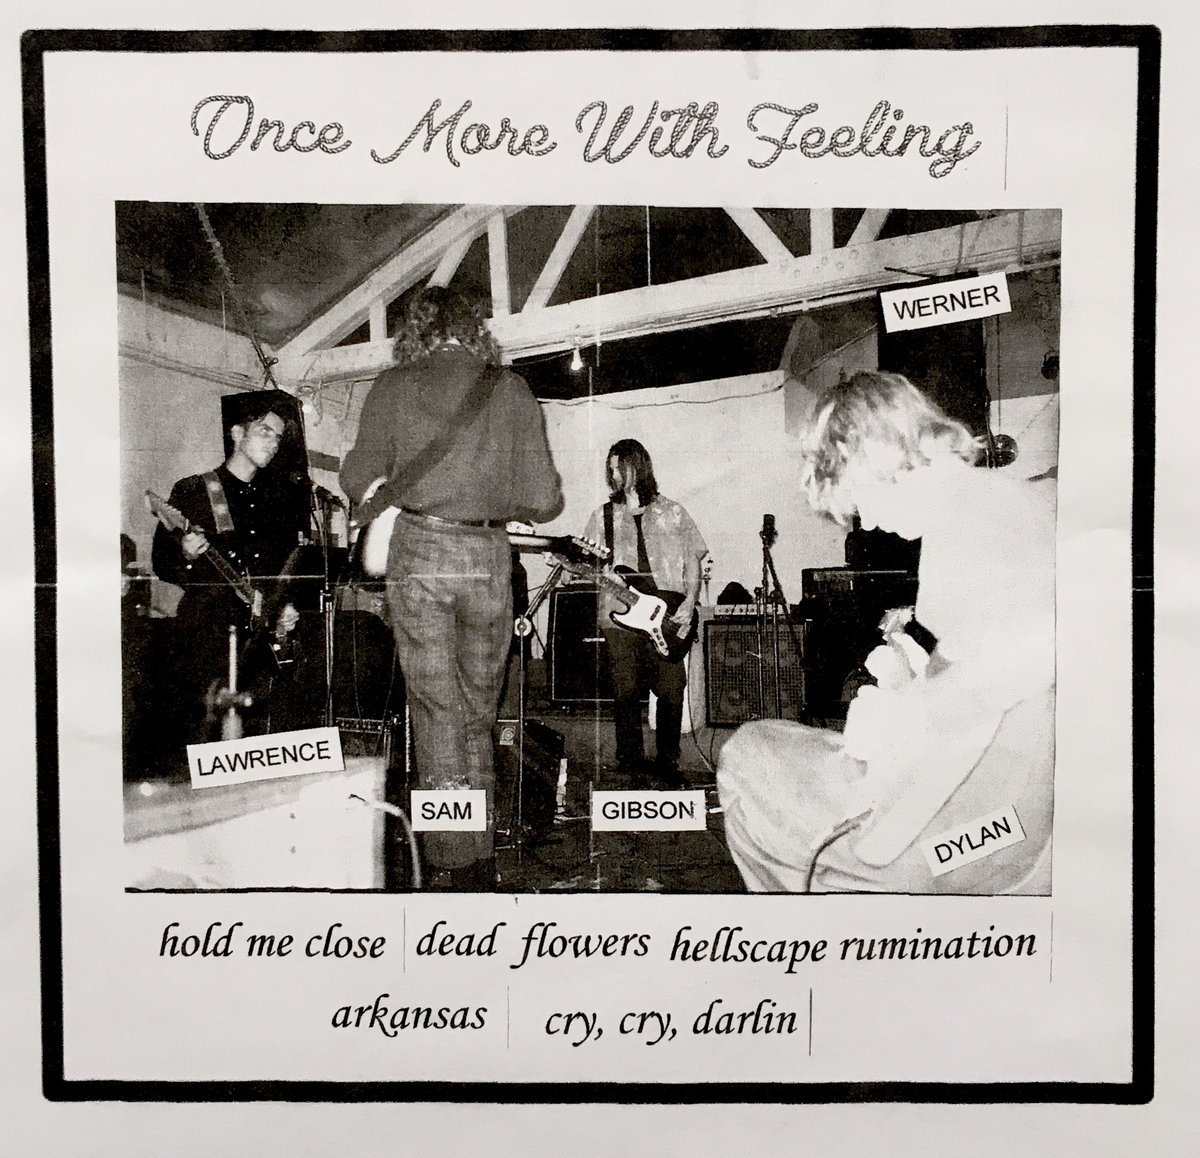 Once More With Feeling
WERNER
LAWRENCE
SAM
GIBSON
DYLAN
hold me close dead flowers hellscape rumination
arkansas cry, cry, darlin